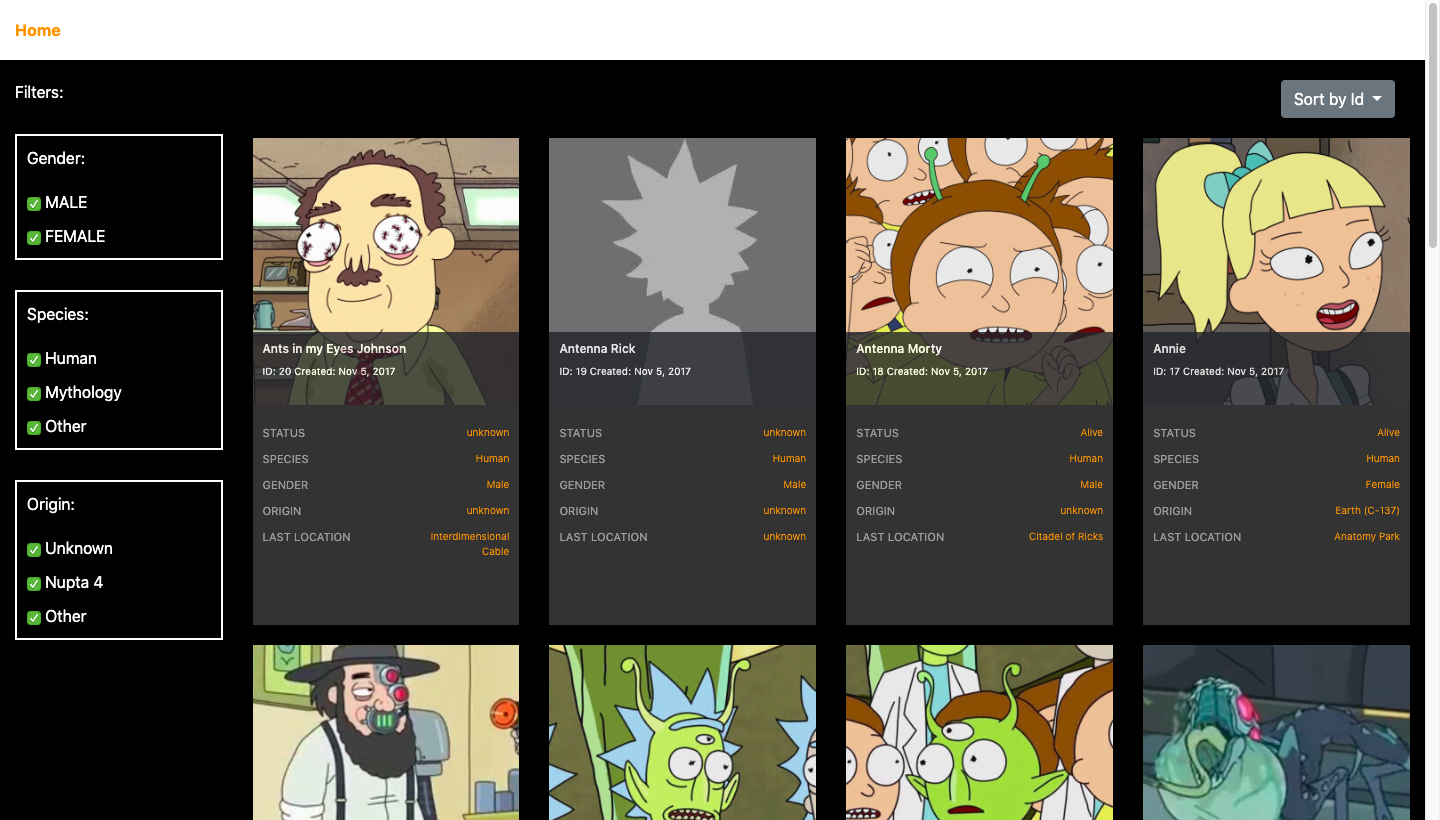 Home
Filters:
Sort by Id
Gender:
MALE
FEMALE
Species:
Human
Mythology
Other
Origin:
Unknown
Nupta 4
Other
Ants in my Eyes Johnson
ID: 20 Created: Nov 5, 2017
STATUS unknown
SPECIES Human
GENDER Male
ORIGIN unknown
LAST LOCATION Interdimensional
Cable
Antenna Rick
ID: 19 Created: Nov 5, 2017
STATUS unknown
SPECIES Human
GENDER Male
ORIGIN unknown
LAST LOCATION unknown
Antenna Morty
ID: 18 Created: Nov 5, 2017
STATUS Alive
SPECIES Human
GENDER Male
ORIGIN unknown
LAST LOCATION Citadel of Ricks
Annie
ID: 17 Created: Nov 5, 2017
STATUS Alive
SPECIES Human
GENDER Female
ORIGIN Earth (C-137)
LAST LOCATION Anatomy Park